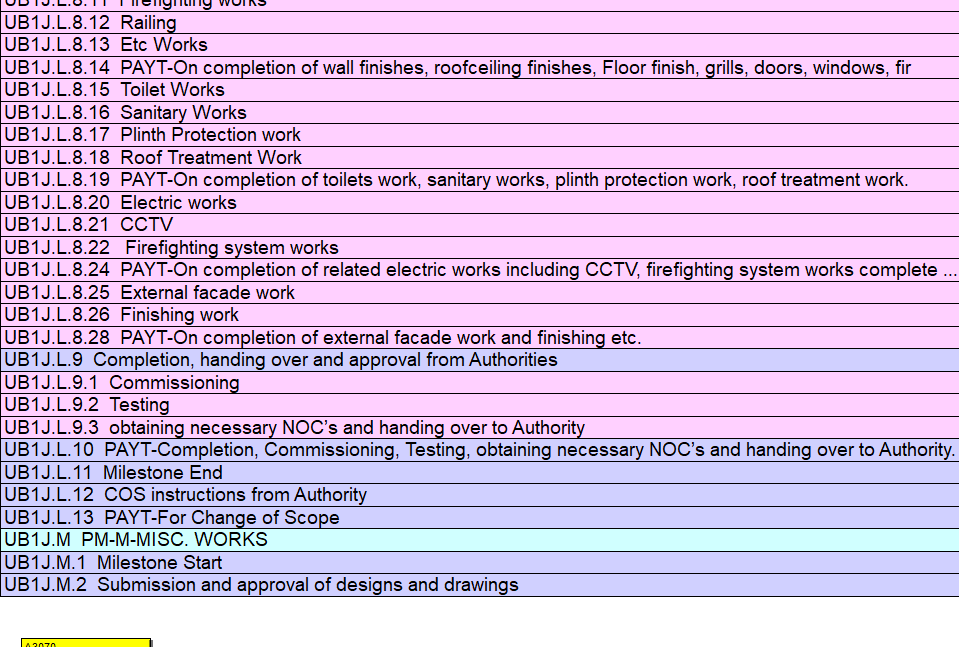 UB1J.L.8.11 Firefighting works
UB1J.L.8.12 Railing
UB1J.L.8.13 Etc Works
UB1J.L.8.14 PAYT-On completion of wall finishes, roofceiling finishes, Floor finish, grills, doors, windows, fir
UB1J.L.8.15 Toilet Works
UB1J.L.8.16 Sanitary Works
UB1J.L.8.17 Plinth Protection work
UB1J.L.8.18 Roof Treatment Work
UB1J.L.8.19 PAYT-On completion of toilets work, sanitary works, plinth protection work, roof treatment work.
UB1J.L.8.20 Electric works
UB1J.L.8.21 CCTV
UB1J.L.8.22 Firefighting system works
UB1J.L.8.24 PAYT-On completion of related electric works including CCTV, firefighting system works complete ...
UB1J.L.8.25 External facade work
UB1J.L.8.26 Finishing work
UB1J.L.8.28 PAYT-On completion of external facade work and finishing etc.
UB1J.L.9 Completion, handing over and approval from Authorities
UB1J.L.9.1 Commissioning
UB1J.L.9.2 Testing
UB1J.L.9.3 obtaining necessary NOC’s and handing over to Authority
UB1J.L.10 PAYT-Completion, Commissioning, Testing, obtaining necessary NOC’s and handing over to Authority.
UB1J.L.11 Milestone End
UB1J.L.12 COS instructions from Authority
UB1J.L.13 PAYT-For Change of Scope
UB1J.M PM-M-MISC. WORKS
UB1J.M.1 Milestone Start
UB1J.M.2 Submission and approval of designs and drawings
A3070